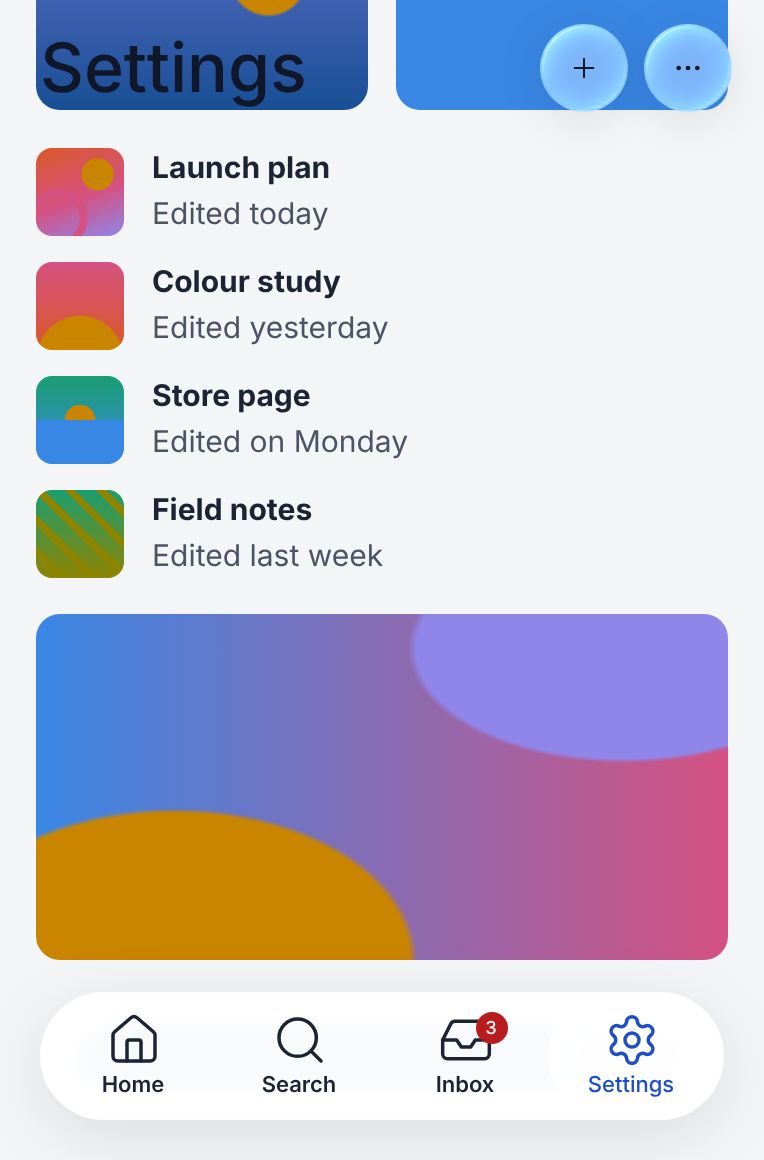 Settings
Launch plan
Edited today
Colour study
Edited yesterday
Store page
Edited on Monday
Field notes
Edited last week
3
Home
Search
Inbox
Settings